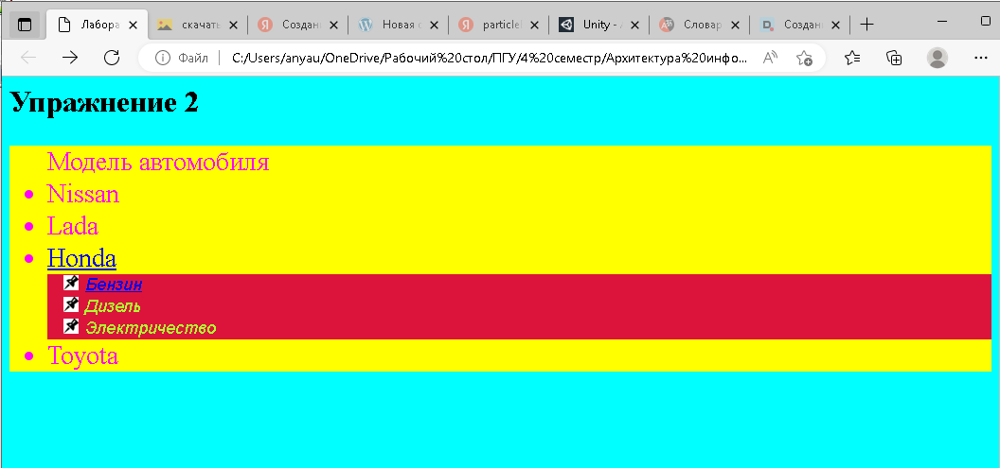 Лабора
скачать
Создани
Новая с
particle
Unity - A
Словар
Создан
Файл
C:/Users/anyau/OneDrive/Рабочий%20стол/ПГУ/4%20семестр/Архитектура%20инфо...
Упражнение 2
Модель автомобиля
Nissan
Lada
Honda
Бензин
Дизель
Электричество
Toyota